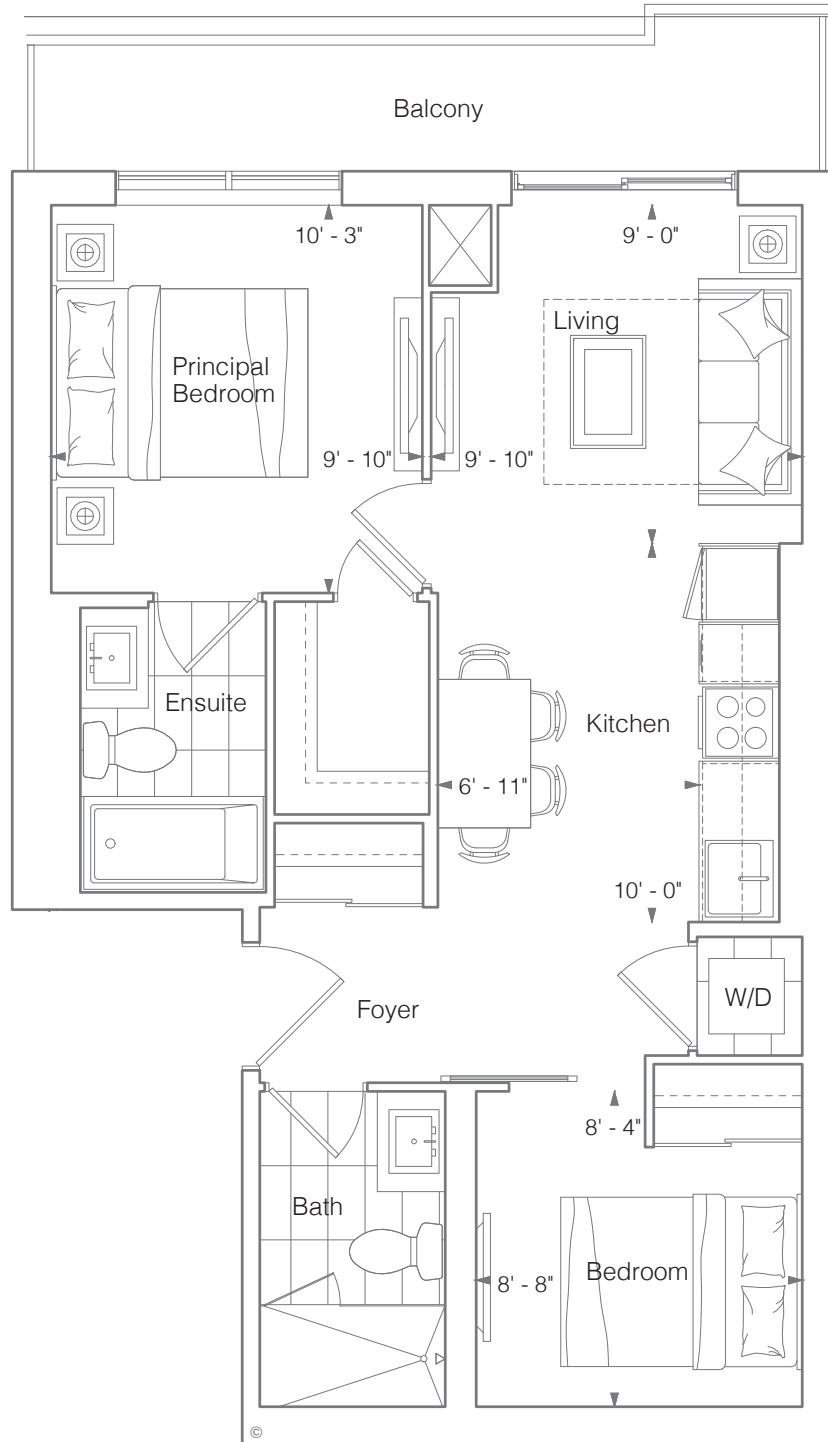 Balcony
10' - 3"
9' - 0"
Living
Principal
Bedroom
9' - 10"
9' - 10"
Ensuite
Kitchen
6' - 11"
10' - 0"
W/D
Foyer
8' - 4"
Bath
Bedroom
8' - 8"
©